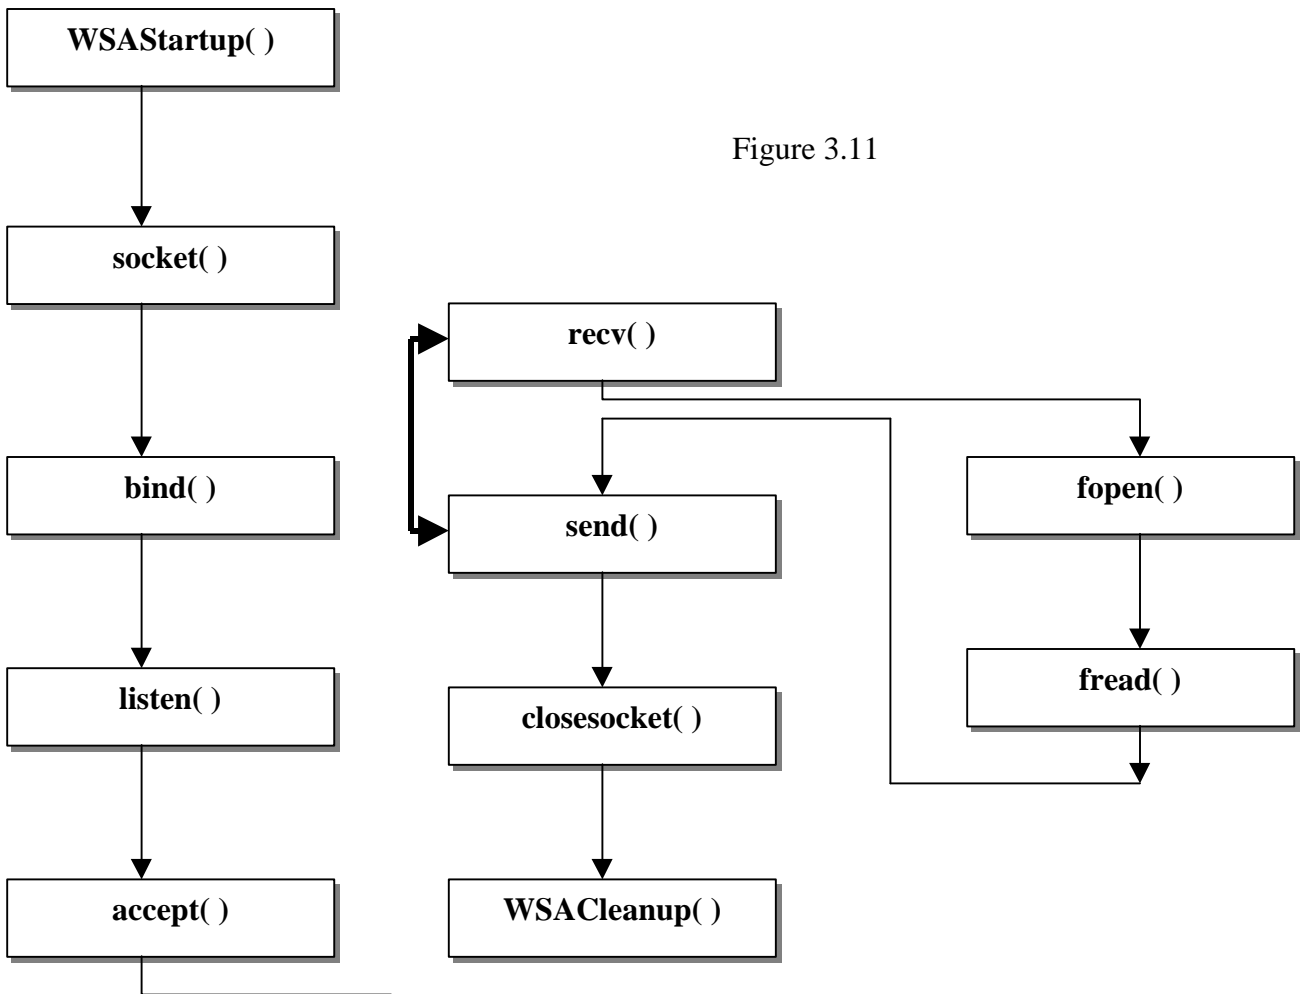 WSAStartup( )
Figure 3.11
socket( )
recv( )
bind( )
send( )
fopen( )
listen( )
closesocket( )
fread( )
accept( )
WSACleanup( )